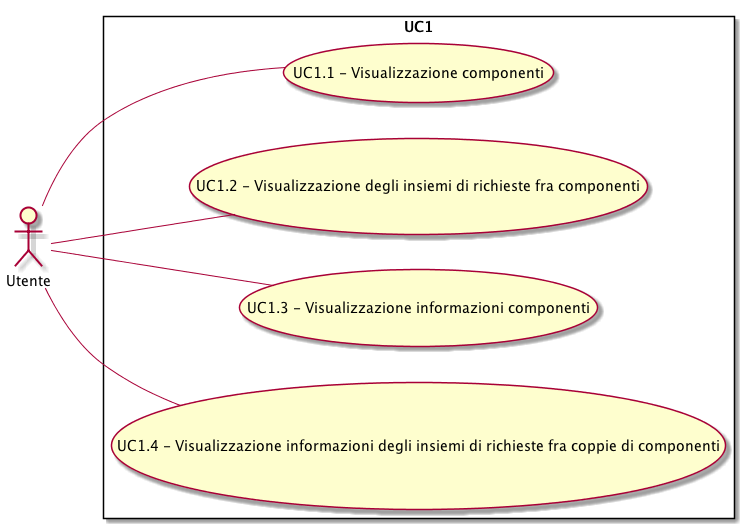 UC1
UC1.1 - Visualizzazione componenti
UC1.2 - Visualizzazione degli insiemi di richieste fra componenti
Utente
UC1.3 - Visualizzazione informazioni componenti
UC1.4 - Visualizzazione informazioni degli insiemi di richieste fra coppie di componenti